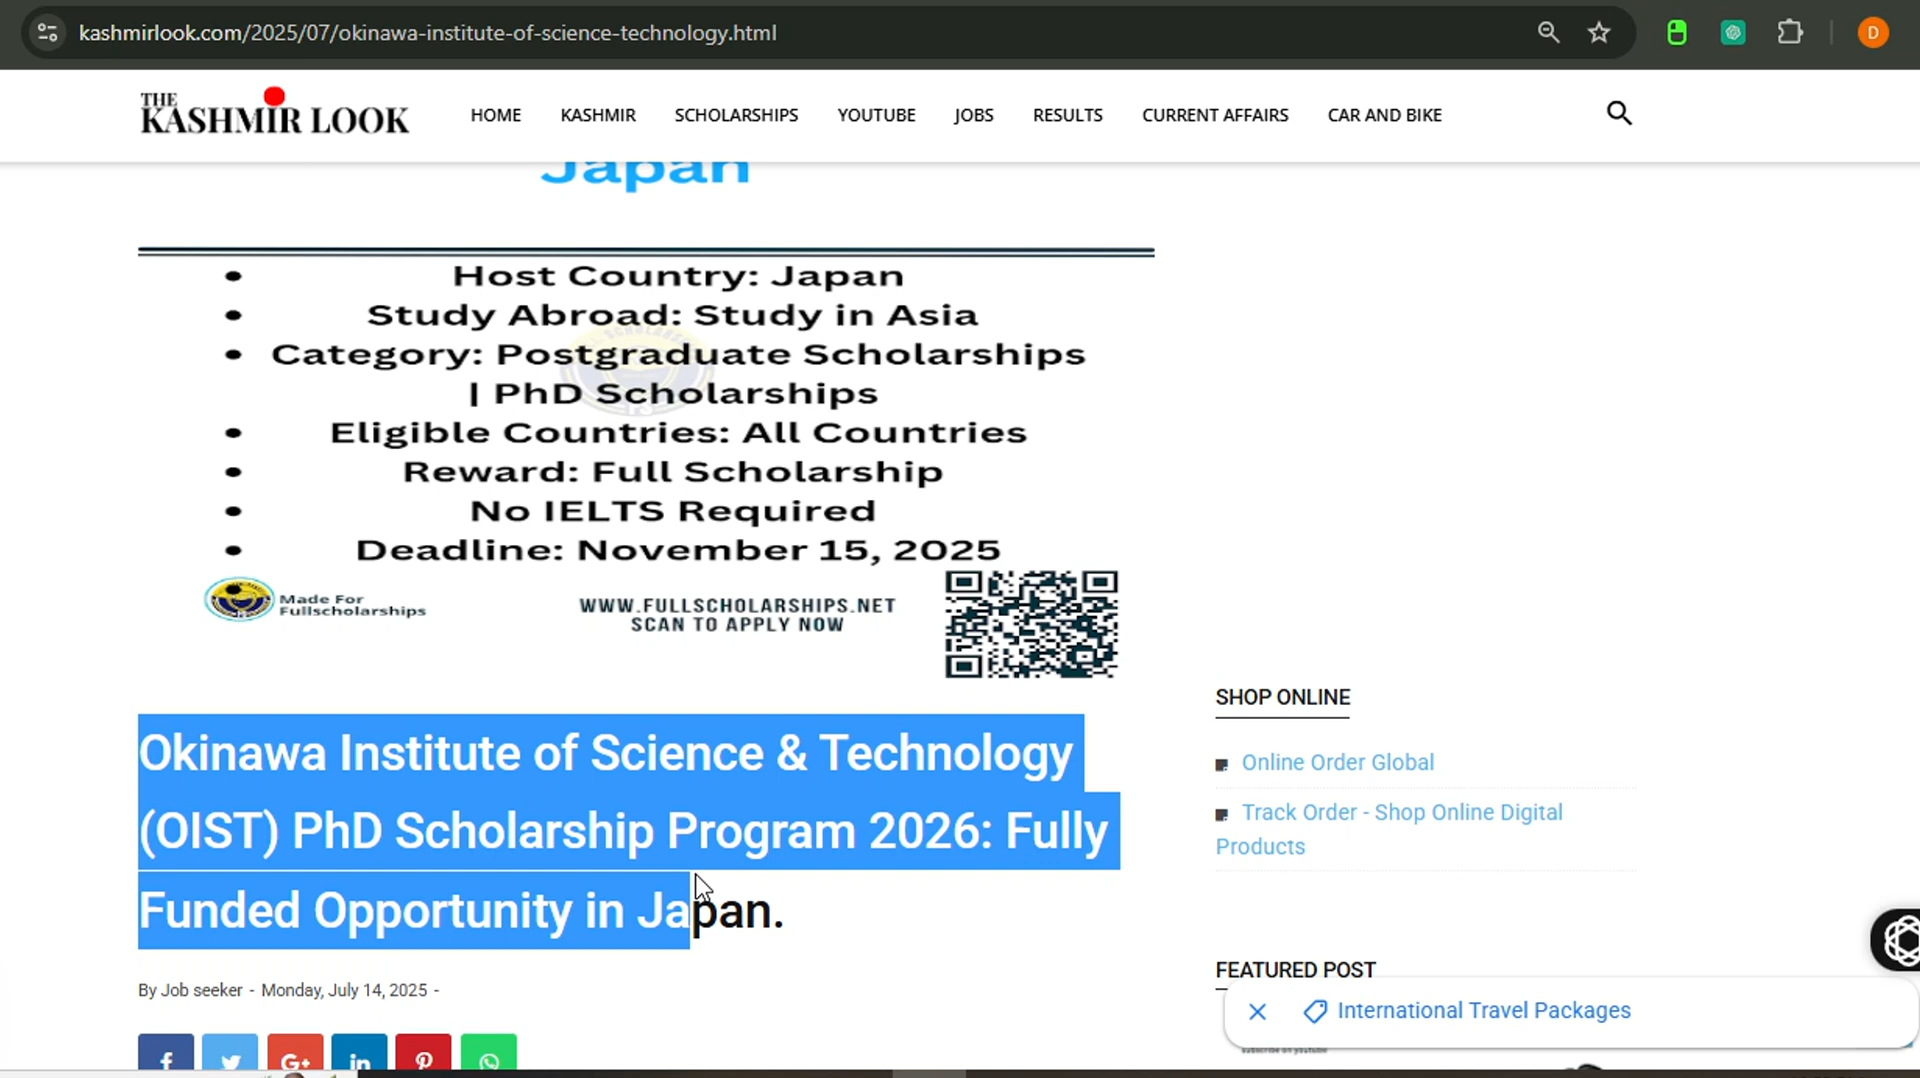 kashmirlook.com/2025/07/okinawa-institute-of-science-technology.html
D
THE
KASHMIR LOOK
HOME KASHMIR SCHOLARSHIPS YOUTUBE JOBS RESULTS CURRENT AFFAIRS CAR AND BIKE
Japan
• Host Country: Japan
• Study Abroad: Study in Asia
• Category: Postgraduate Scholarships
| PhD Scholarships
• Eligible Countries: All Countries
• Reward: Full Scholarship
• No IELTS Required
• Deadline: November 15, 2025
Made For
Fullscholarships
WWW.FULLSCHOLARSHIPS.NET
SCAN TO APPLY NOW
Okinawa Institute of Science & Technology
(OIST) PhD Scholarship Program 2026: Fully
Funded Opportunity in Japan.
By Job seeker - Monday, July 14, 2025 -
SHOP ONLINE
Online Order Global
Track Order - Shop Online Digital
Products
FEATURED POST
International Travel Packages